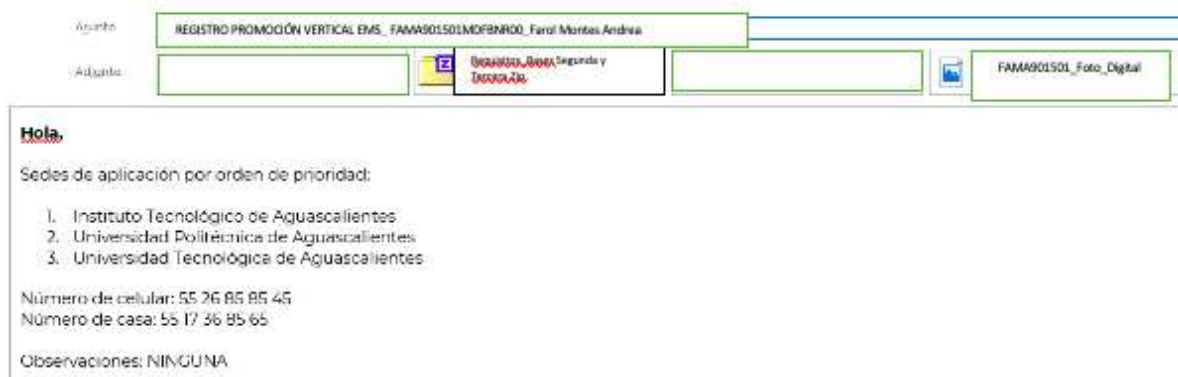 Asunto
REGISTRO PROMOCIÓN VERTICAL EMS_ FAMA901501MDFBNR00_Farol Montes Andrea
Adjunto
Requisitos_Bases Segunda y
Tercera.Zip.
FAMA901501_Foto_Digital
Hola,
Sedes de aplicación por orden de prioridad:
1. Instituto Tecnológico de Aguascalientes
2. Universidad Politécnica de Aguascalientes
3. Universidad Tecnológica de Aguascalientes
Número de celular: 55 26 85 85 45
Número de casa: 55 17 36 85 65
Observaciones: NINGUNA